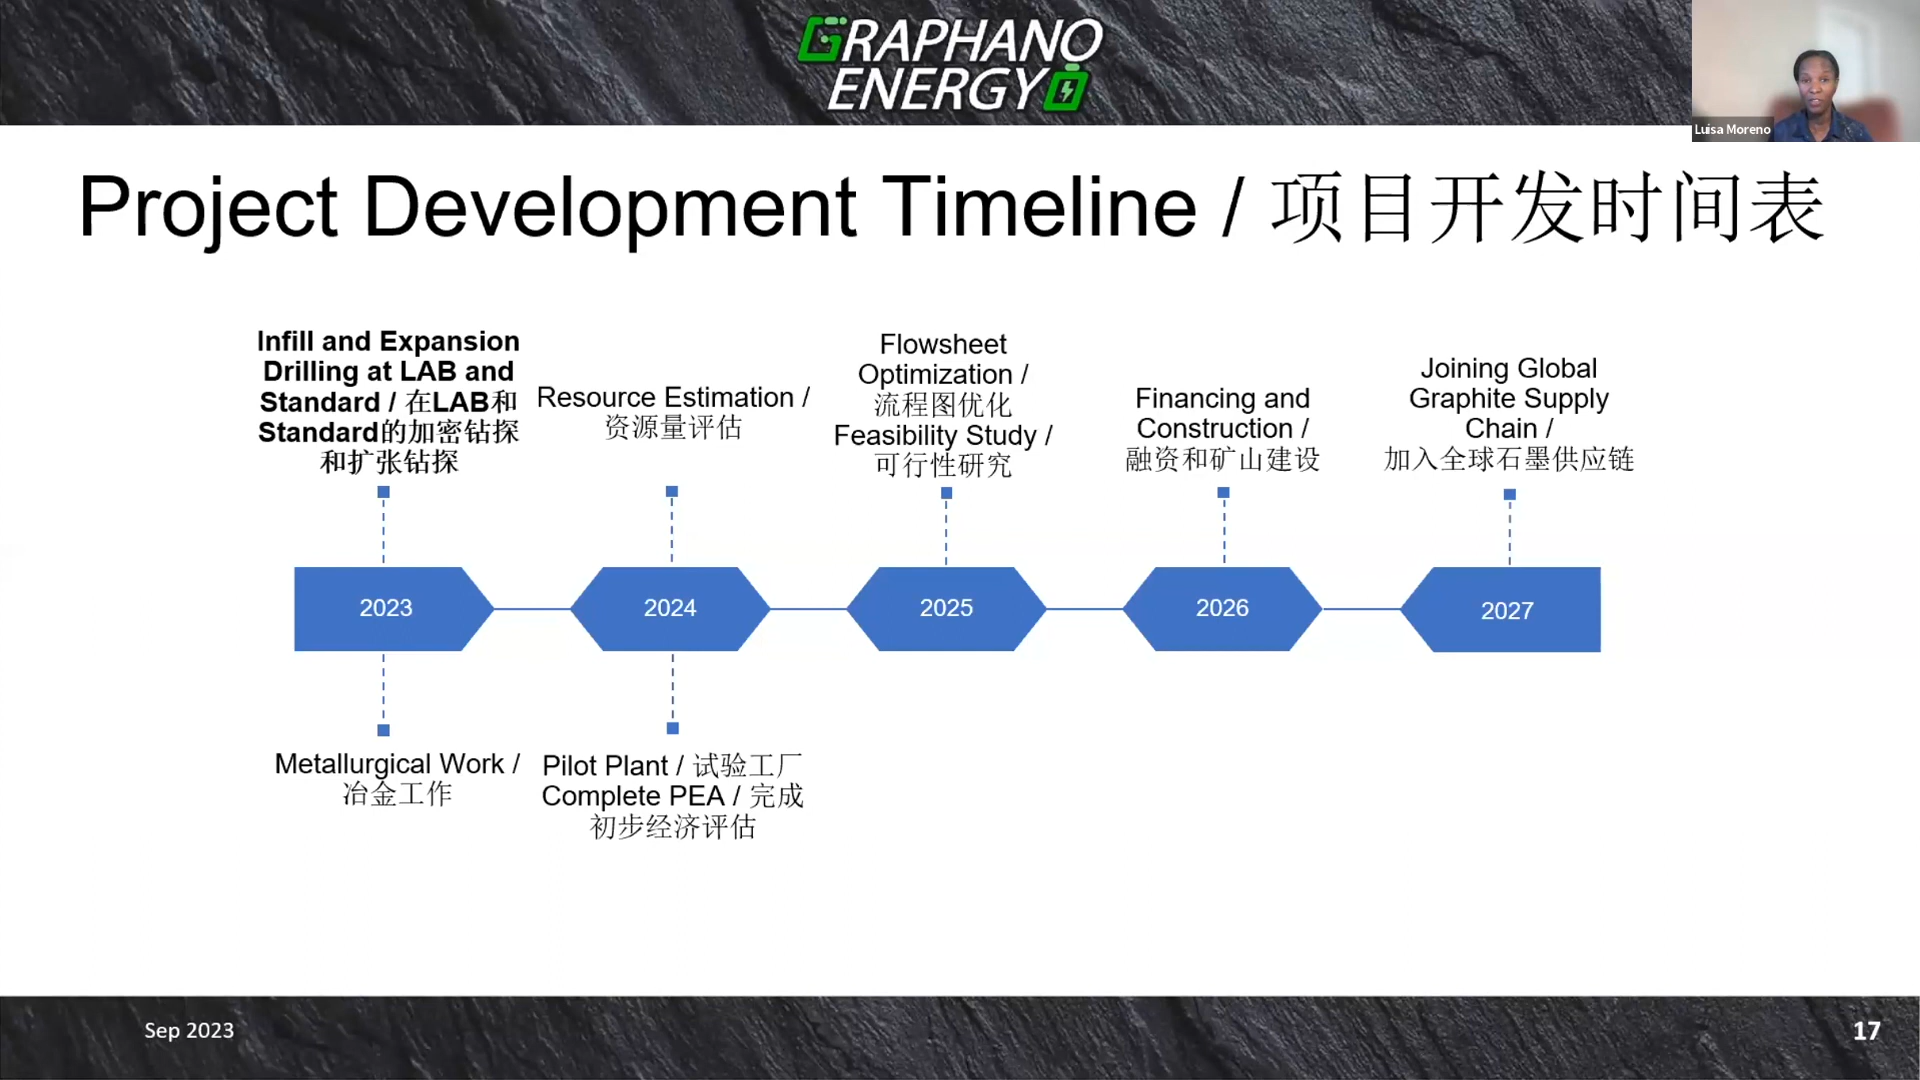 GRAPHANO
ENERGY
Luisa Moreno
Project Development Timeline / 项目开发时间表
Infill and Expansion
Drilling at LAB and
Standard / 在LAB和
Standard的加密钻探
和扩张钻探
Resource Estimation /
资源量评估
Flowsheet
Optimization /
流程图优化
Feasibility Study /
可行性研究
Financing and
Construction /
融资和矿山建设
Joining Global
Graphite Supply
Chain /
加入全球石墨供应链
2023
2024
2025
2026
2027
Metallurgical Work /
冶金工作
Pilot Plant / 试验工厂
Complete PEA / 完成
初步经济评估
Sep 2023
17